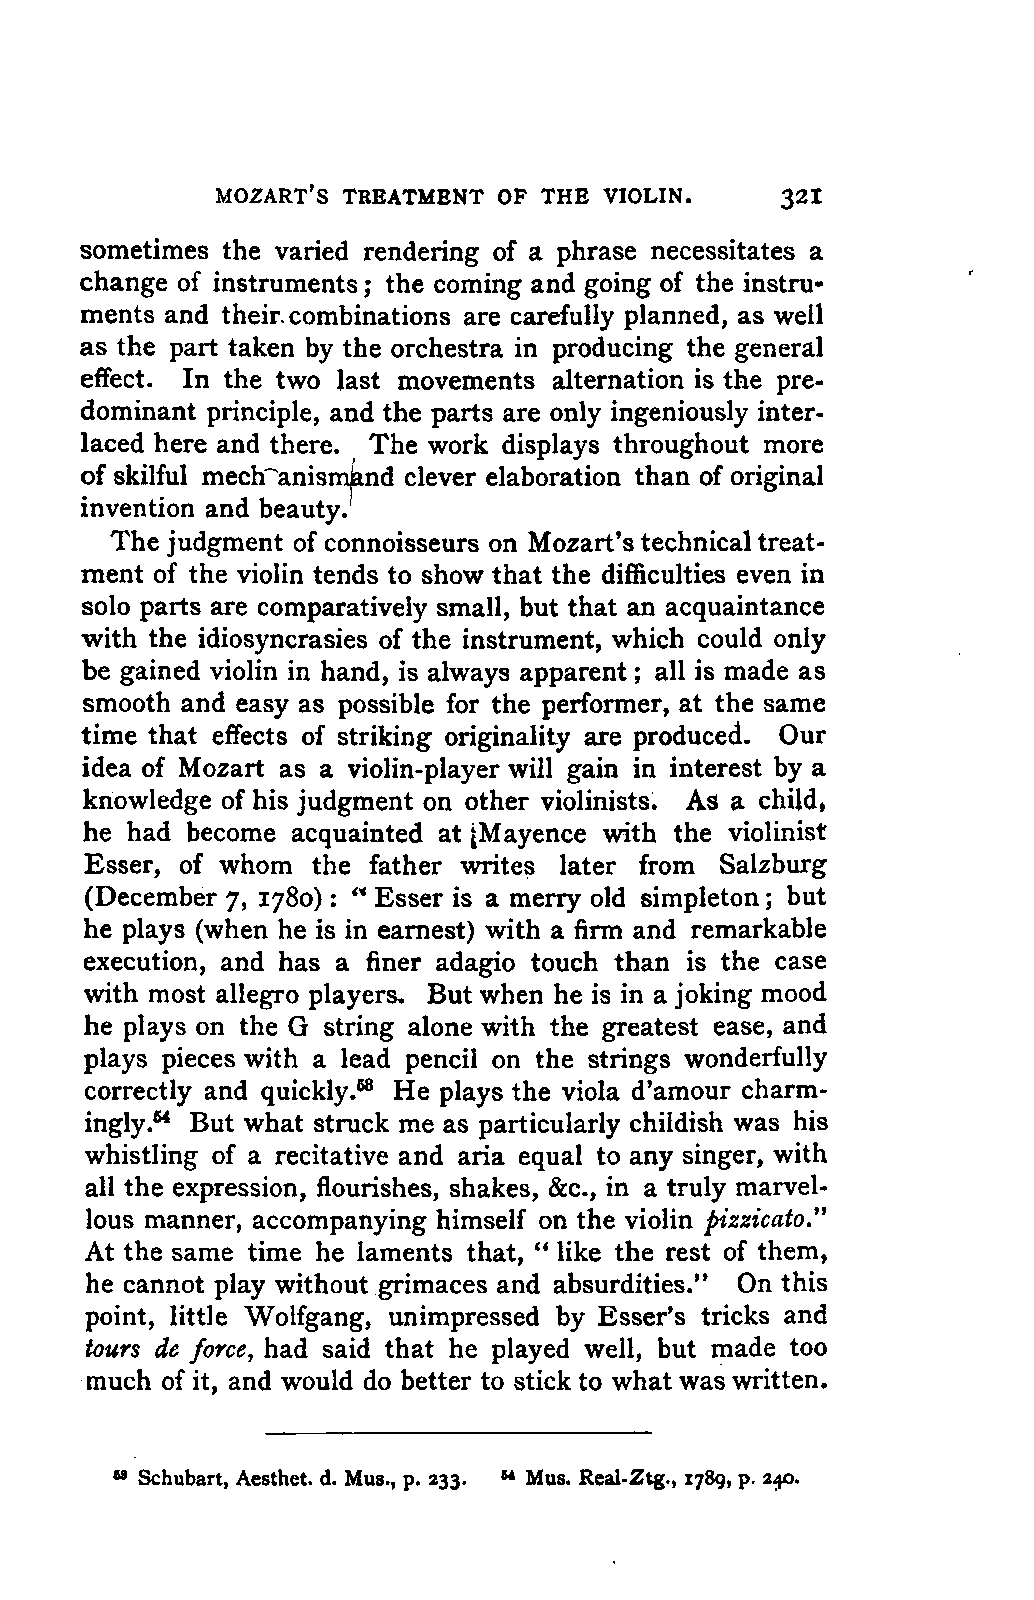 MOZART'S TREATMENT OF THE VIOLIN. 321
sometimes the varied rendering of a phrase necessitates a
change of instruments; the coming and going of the instru-
ments and their combinations are carefully planned, as well
as the part taken by the orchestra in producing the general
effect. In the two last movements alternation is the pre-
dominant principle, and the parts are only ingeniously inter-
laced here and there. The work displays throughout more
of skilful mechanism and clever elaboration than of original
invention and beauty.
The judgment of connoisseurs on Mozart's technical treat-
ment of the violin tends to show that the difficulties even in
solo parts are comparatively small, but that an acquaintance
with the idiosyncrasies of the instrument, which could only
be gained violin in hand, is always apparent; all is made as
smooth and easy as possible for the performer, at the same
time that effects of striking originality are produced. Our
idea of Mozart as a violin-player will gain in interest by a
knowledge of his judgment on other violinists. As a child,
he had become acquainted at Mayence with the violinist
Esser, of whom the father writes later from Salzburg
(December 7, 1780): "Esser is a merry old simpleton; but
he plays (when he is in earnest) with a firm and remarkable
execution, and has a finer adagio touch than is the case
with most allegro players. But when he is in a joking mood
he plays on the G string alone with the greatest ease, and
plays pieces with a lead pencil on the strings wonderfully
correctly and quickly.⁵³ He plays the viola d'amour charm-
ingly.⁵⁴ But what struck me as particularly childish was his
whistling of a recitative and aria equal to any singer, with
all the expression, flourishes, shakes, &c., in a truly marvel-
lous manner, accompanying himself on the violin pizzicato."
At the same time he laments that, "like the rest of them,
he cannot play without grimaces and absurdities." On this
point, little Wolfgang, unimpressed by Esser's tricks and
tours de force, had said that he played well, but made too
much of it, and would do better to stick to what was written.
⁵³ Schubart, Aesthet. d. Mus., p. 233. ⁵⁴ Mus. Real-Ztg., 1789, p. 240.